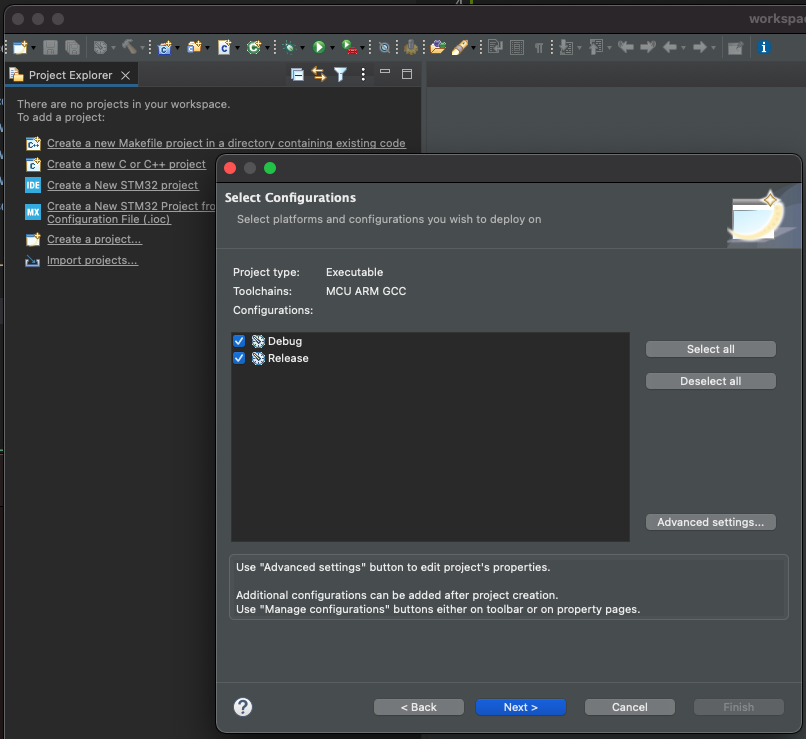 workspac
Project Explorer
There are no projects in your workspace.
To add a project:
Create a new Makefile project in a directory containing existing code
Create a new C or C++ project
IDE Create a New STM32 project
MX Create a New STM32 Project fro
Configuration File (.ioc)
Create a project...
Import projects...
Select Configurations
Select platforms and configurations you wish to deploy on
Project type: Executable
Toolchains: MCU ARM GCC
Configurations:
Debug
Release
Select all
Deselect all
Advanced settings...
Use "Advanced settings" button to edit project's properties.
Additional configurations can be added after project creation.
Use "Manage configurations" buttons either on toolbar or on property pages.
?
< Back
Next >
Cancel
Finish